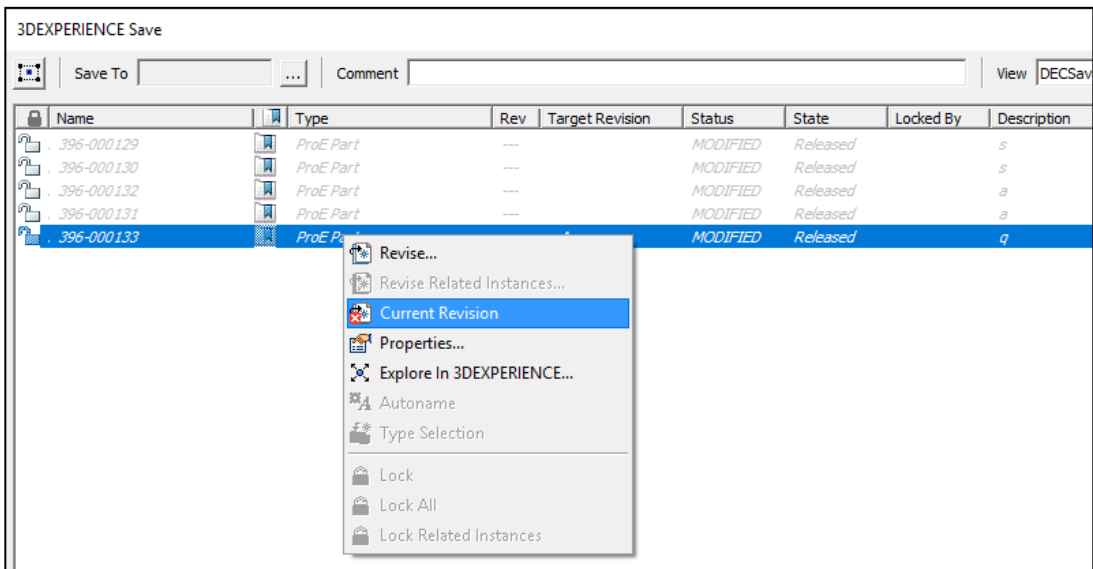 3DEXPERIENCE Save
Save To ... Comment View DECSav
Name Type Rev Target Revision Status State Locked By Description
. 396-000129 ProE Part --- MODIFIED Released s
. 396-000130 ProE Part --- MODIFIED Released s
. 396-000132 ProE Part --- MODIFIED Released a
. 396-000131 ProE Part --- MODIFIED Released a
. 396-000133 ProE Pa MODIFIED Released q
Revise...
Revise Related Instances...
Current Revision
Properties...
Explore In 3DEXPERIENCE...
Autoname
Type Selection
Lock
Lock All
Lock Related Instances